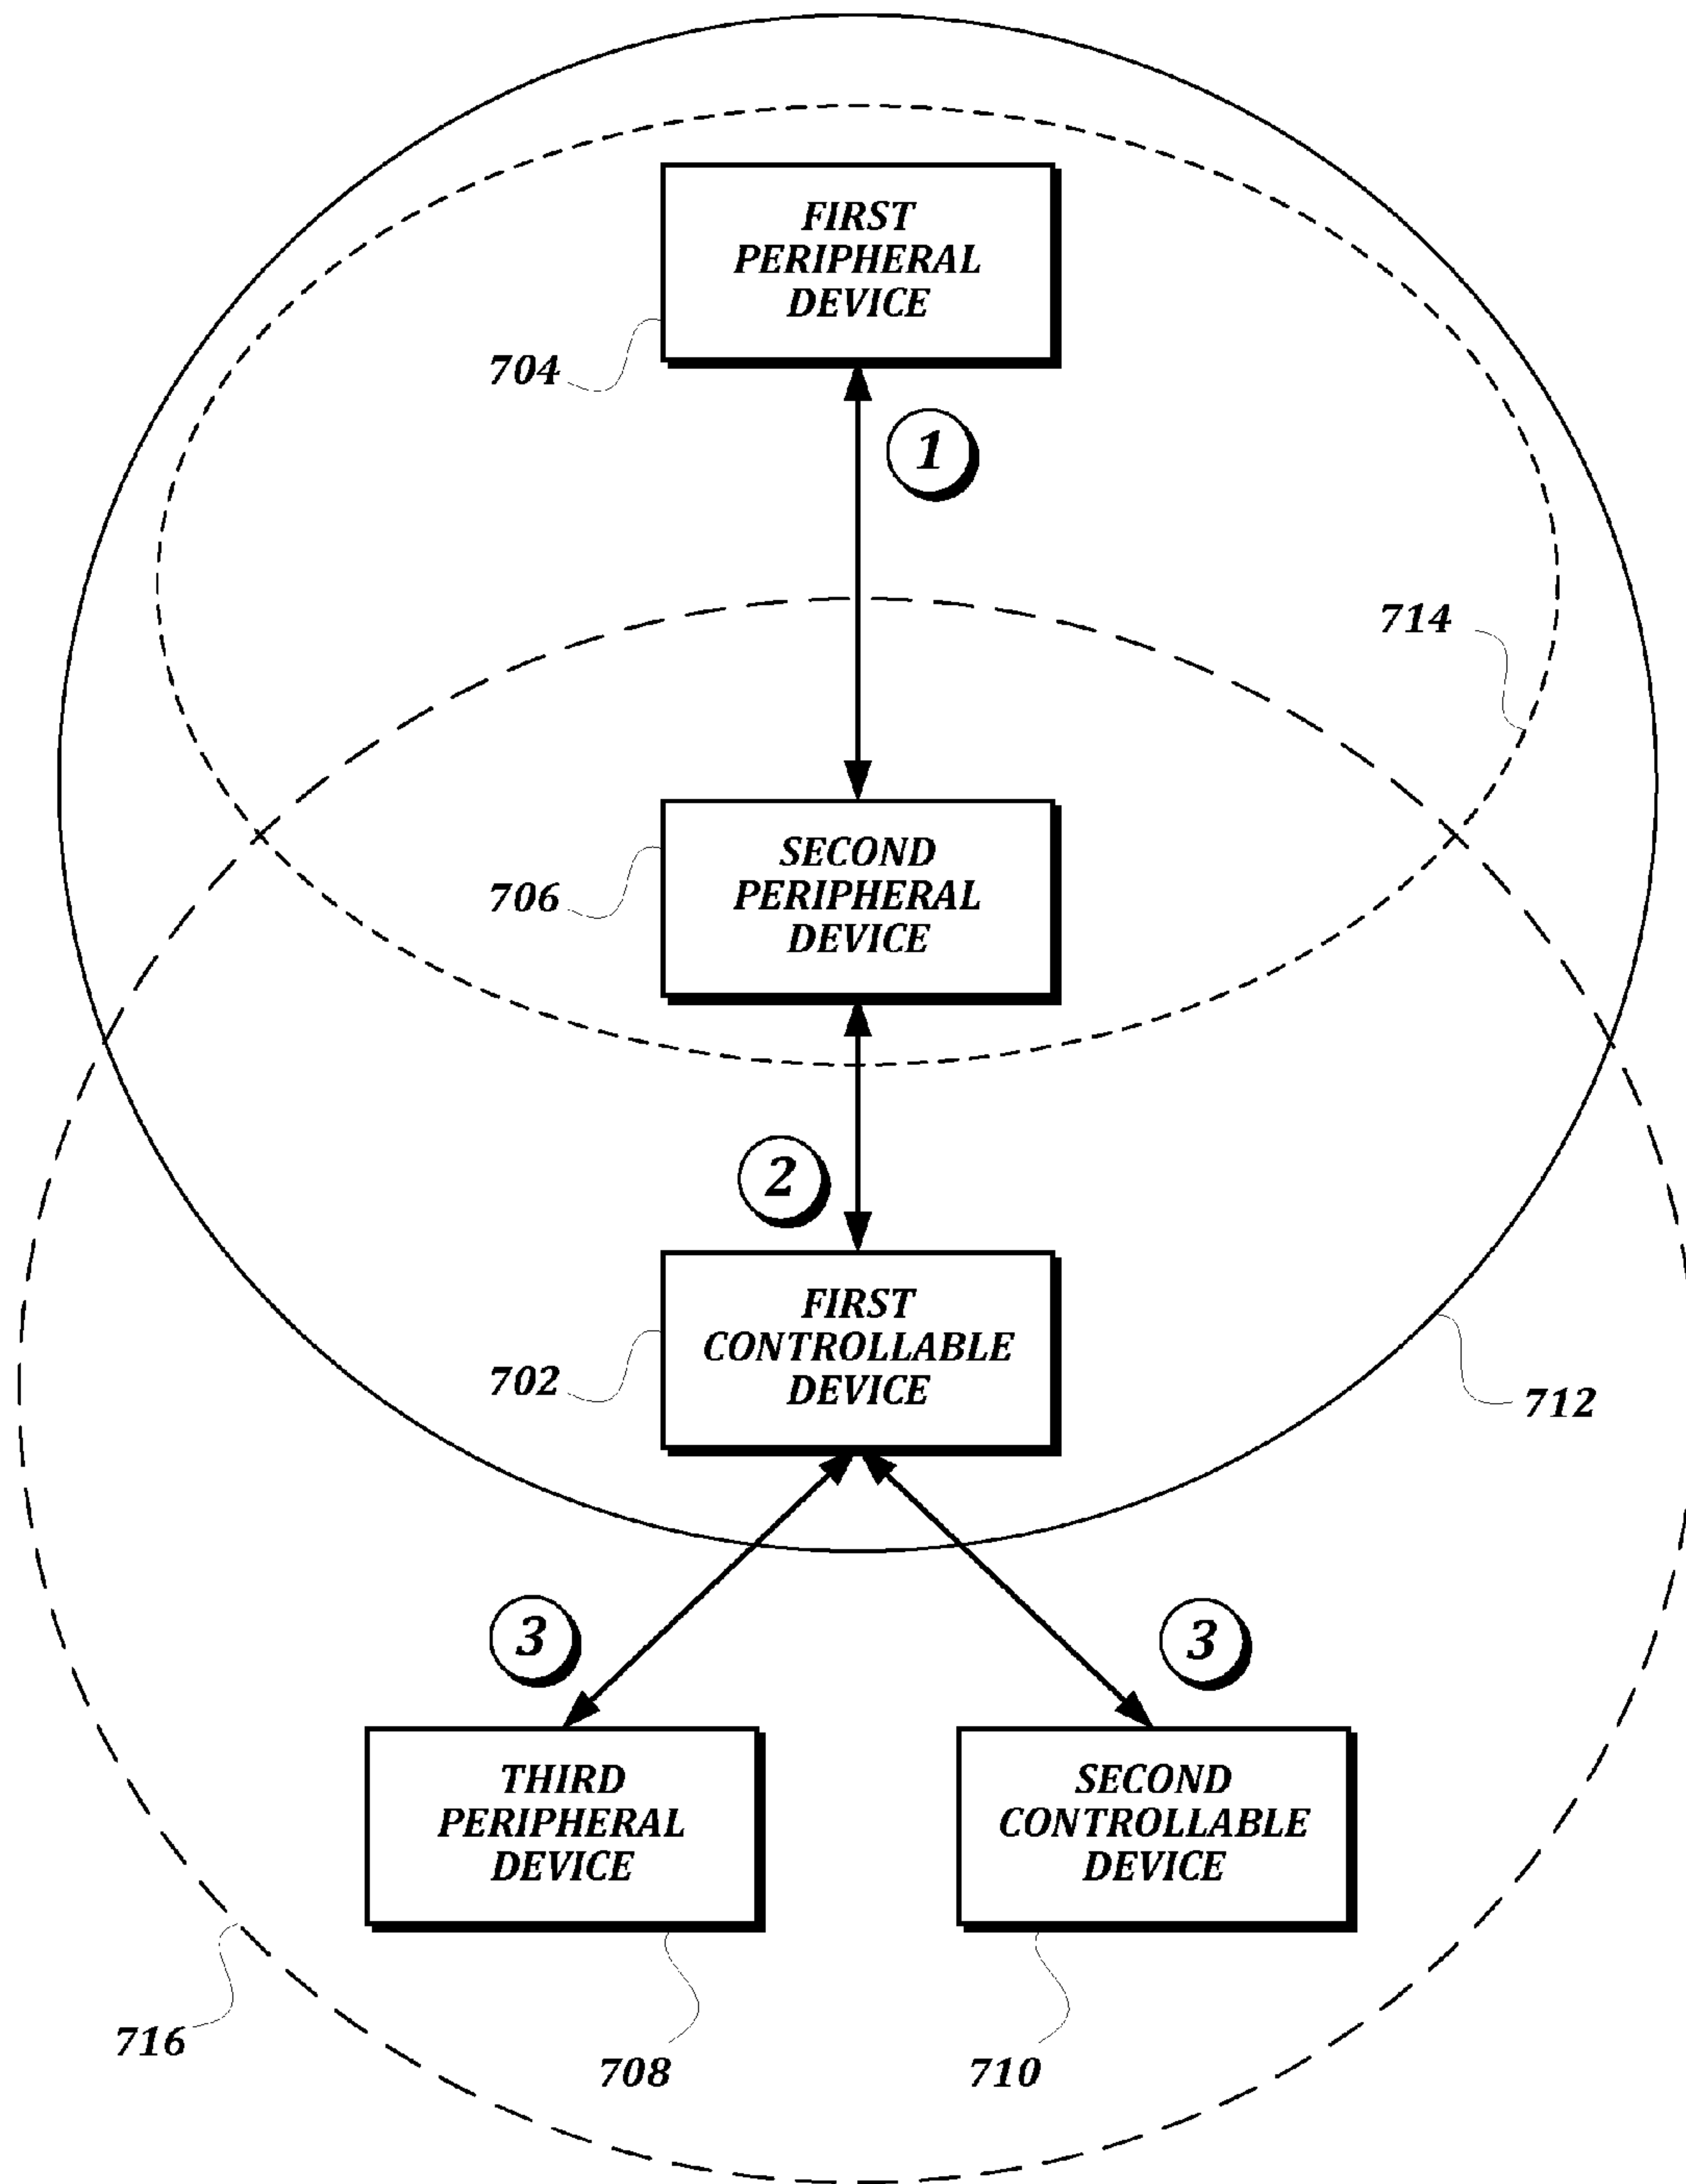 FIRST
PERIPHERAL
DEVICE
704
1
714
SECOND
PERIPHERAL
DEVICE
706
2
FIRST
CONTROLLABLE
DEVICE
702
712
3
3
THIRD
PERIPHERAL
DEVICE
SECOND
CONTROLLABLE
DEVICE
716
708
710